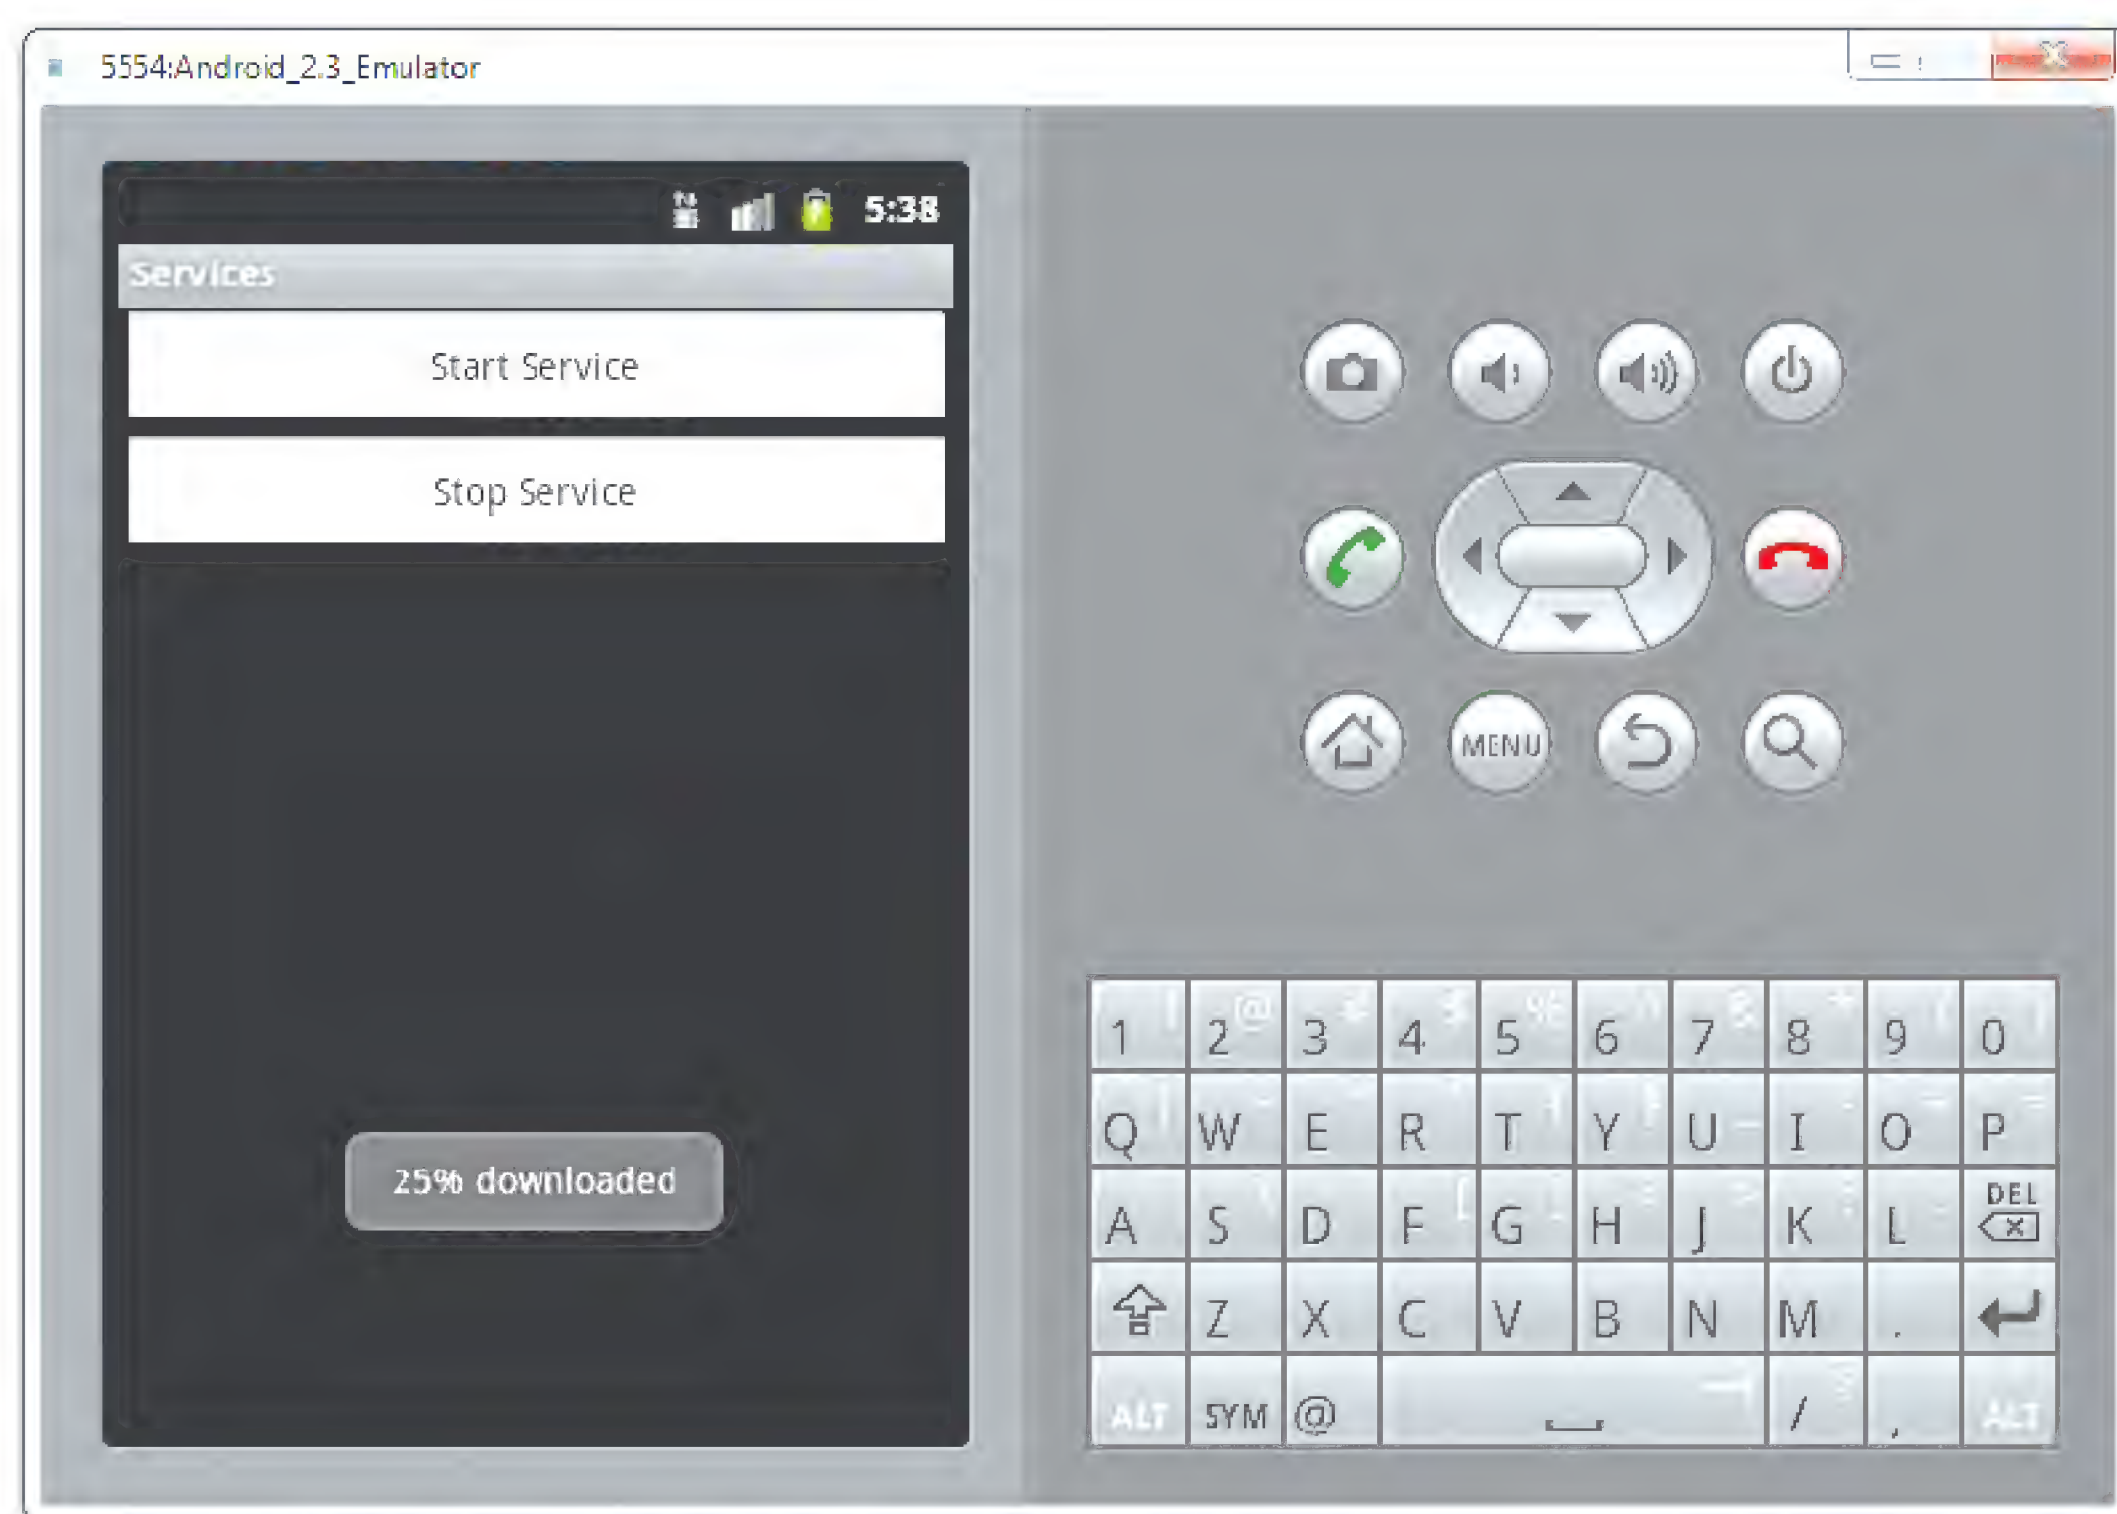 5554:Android_2.3_Emulator
5:38
Services
Start Service
Stop Service
25% downloaded
MENU
1 2 @ 3 # 4 $ 5 % 6 7 & 8 * 9 ( 0 )
Q W E R T Y U I O P
A S D F G H J K L DEL
Z X C V B N M .
ALT SYM @ / , ALT